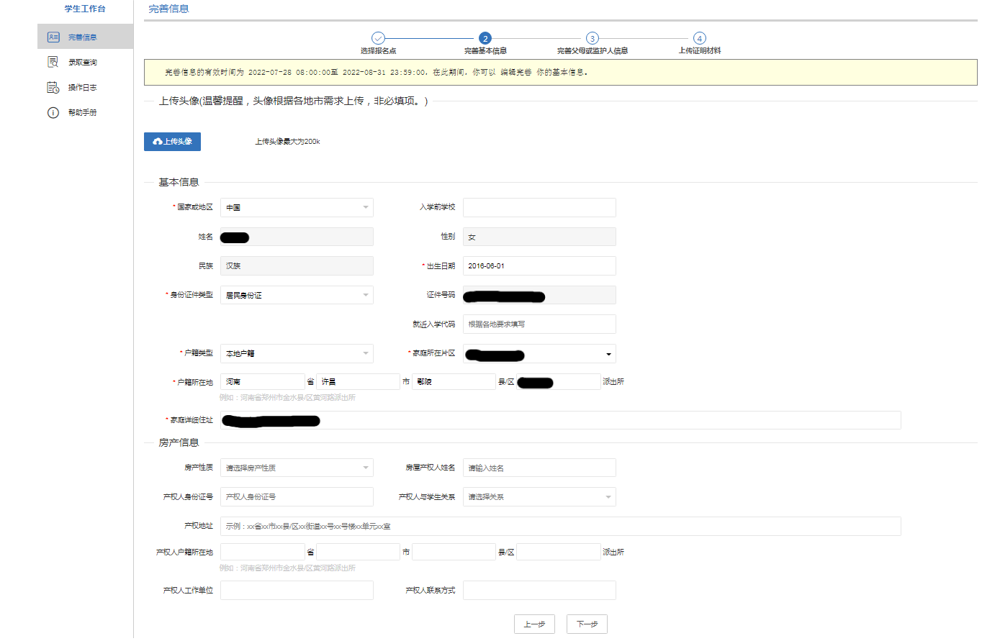 学生工作台
完善信息
录取查询
操作日志
帮助手册
完善信息
2 3 4
选择报名点 完善基本信息 完善父母或监护人信息 上传证明材料
完善信息的有效时间为 2022-07-28 08:00:00至 2022-08-31 23:59:00，在此期间，你可以 编辑完善 你的基本信息。
上传头像(温馨提醒，头像根据各地市需求上传，非必填项。)
上传头像 上传头像最大为200k
基本信息
* 国家或地区 中国 入学前学校
姓名 性别 女
民族 汉族 * 出生日期 2016-06-01
* 身份证件类型 居民身份证 证件号码
就近入学代码 根据各地要求填写
* 户籍类型 本地户籍 * 家庭所在片区
* 户籍所在地 河南 省 许昌 市 鄢陵 县/区 派出所
例如：河南省郑州市金水县/区黄河路派出所
* 家庭详细住址
房产信息
房产性质 请选择房产性质 房屋产权人姓名 请输入姓名
产权人身份证号 产权人身份证号 产权人与学生关系 请选择关系
产权地址 示例：xx省xx市xx县/区xx街道xx号xx号楼xx单元xx室
产权人户籍所在地 省 市 县/区 派出所
例如：河南省郑州市金水县/区黄河路派出所
产权人工作单位 产权人联系方式
上一步 下一步